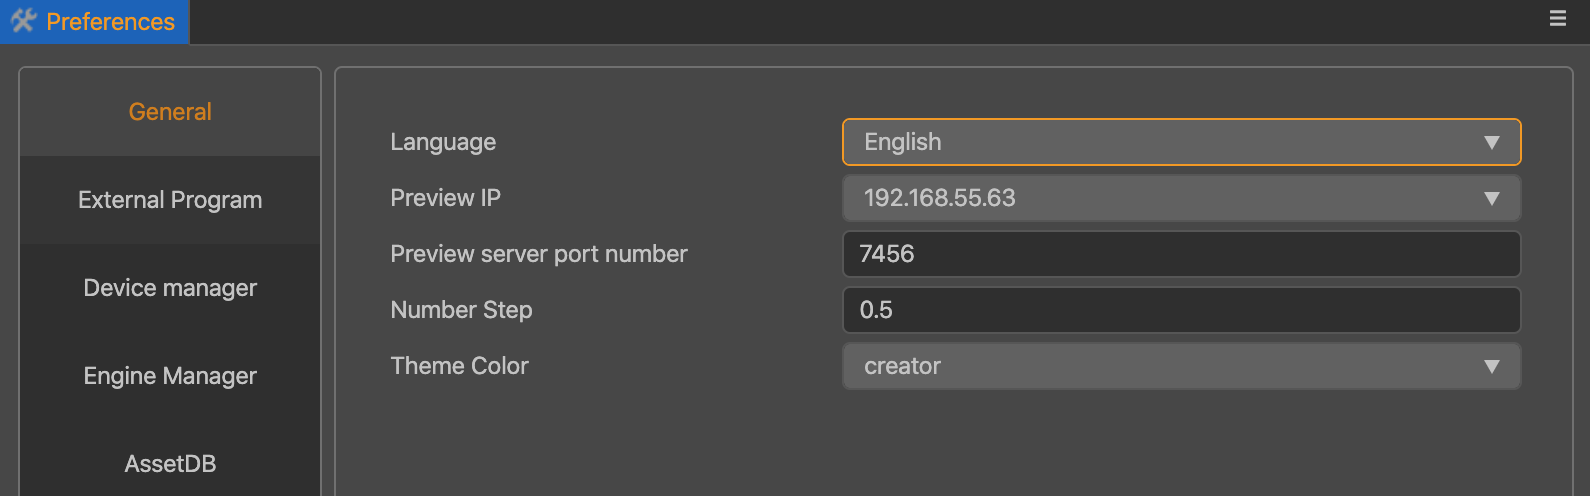 Preferences
General
External Program
Device manager
Engine Manager
AssetDB
Language English
Preview IP 192.168.55.63
Preview server port number 7456
Number Step 0.5
Theme Color creator